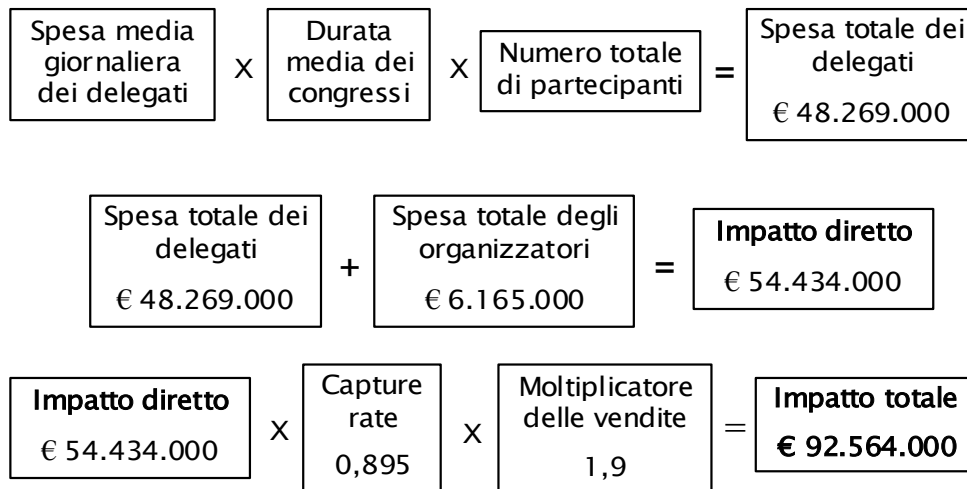 Spesa media
giornaliera
dei delegati
X
Durata
media dei
congressi
X
Numero totale
di partecipanti
=
Spesa totale dei
delegati
€ 48.269.000
Spesa totale dei
delegati
€ 48.269.000
+
Spesa totale degli
organizzatori
€ 6.165.000
=
Impatto diretto
€ 54.434.000
Impatto diretto
€ 54.434.000
X
Capture
rate
0,895
X
Moltiplicatore
delle vendite
1,9
=
Impatto totale
€ 92.564.000